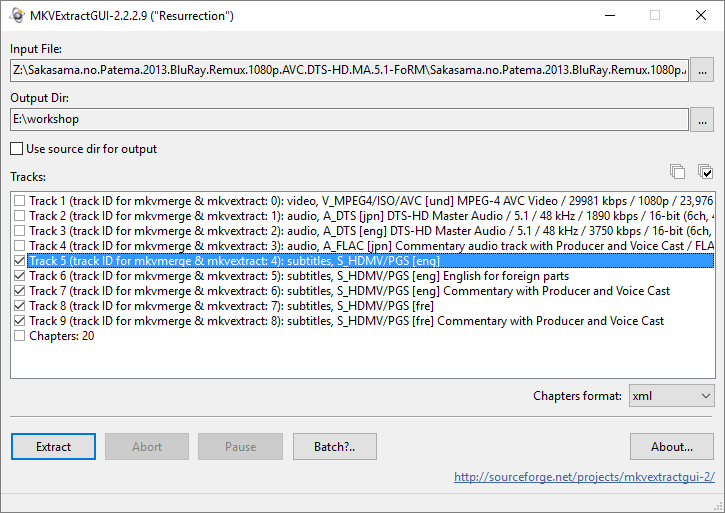 MKVExtractGUI-2.2.2.9 ("Resurrection")
Input File:
Z:\Sakasama.no.Patema.2013.BluRay.Remux.1080p.AVC.DTS-HD.MA.5.1-FoRM\Sakasama.no.Patema.2013.BluRay.Remux.1080p.
...
Output Dir:
E:\workshop
...
Use source dir for output
Tracks:
Track 1 (track ID for mkvmerge & mkvextract: 0): video, V_MPEG4/ISO/AVC [und] MPEG-4 AVC Video / 29981 kbps / 1080p / 23,976
Track 2 (track ID for mkvmerge & mkvextract: 1): audio, A_DTS [jpn] DTS-HD Master Audio / 5.1 / 48 kHz / 1890 kbps / 16-bit (6ch,
Track 3 (track ID for mkvmerge & mkvextract: 2): audio, A_DTS [eng] DTS-HD Master Audio / 5.1 / 48 kHz / 3750 kbps / 16-bit (6ch,
Track 4 (track ID for mkvmerge & mkvextract: 3): audio, A_FLAC [jpn] Commentary audio track with Producer and Voice Cast / FLA
Track 5 (track ID for mkvmerge & mkvextract: 4): subtitles, S_HDMV/PGS [eng]
Track 6 (track ID for mkvmerge & mkvextract: 5): subtitles, S_HDMV/PGS [eng] English for foreign parts
Track 7 (track ID for mkvmerge & mkvextract: 6): subtitles, S_HDMV/PGS [eng] Commentary with Producer and Voice Cast
Track 8 (track ID for mkvmerge & mkvextract: 7): subtitles, S_HDMV/PGS [fre]
Track 9 (track ID for mkvmerge & mkvextract: 8): subtitles, S_HDMV/PGS [fre] Commentary with Producer and Voice Cast
Chapters: 20
Chapters format: xml
Extract Abort Pause Batch?.. About...
http://sourceforge.net/projects/mkvextractgui-2/